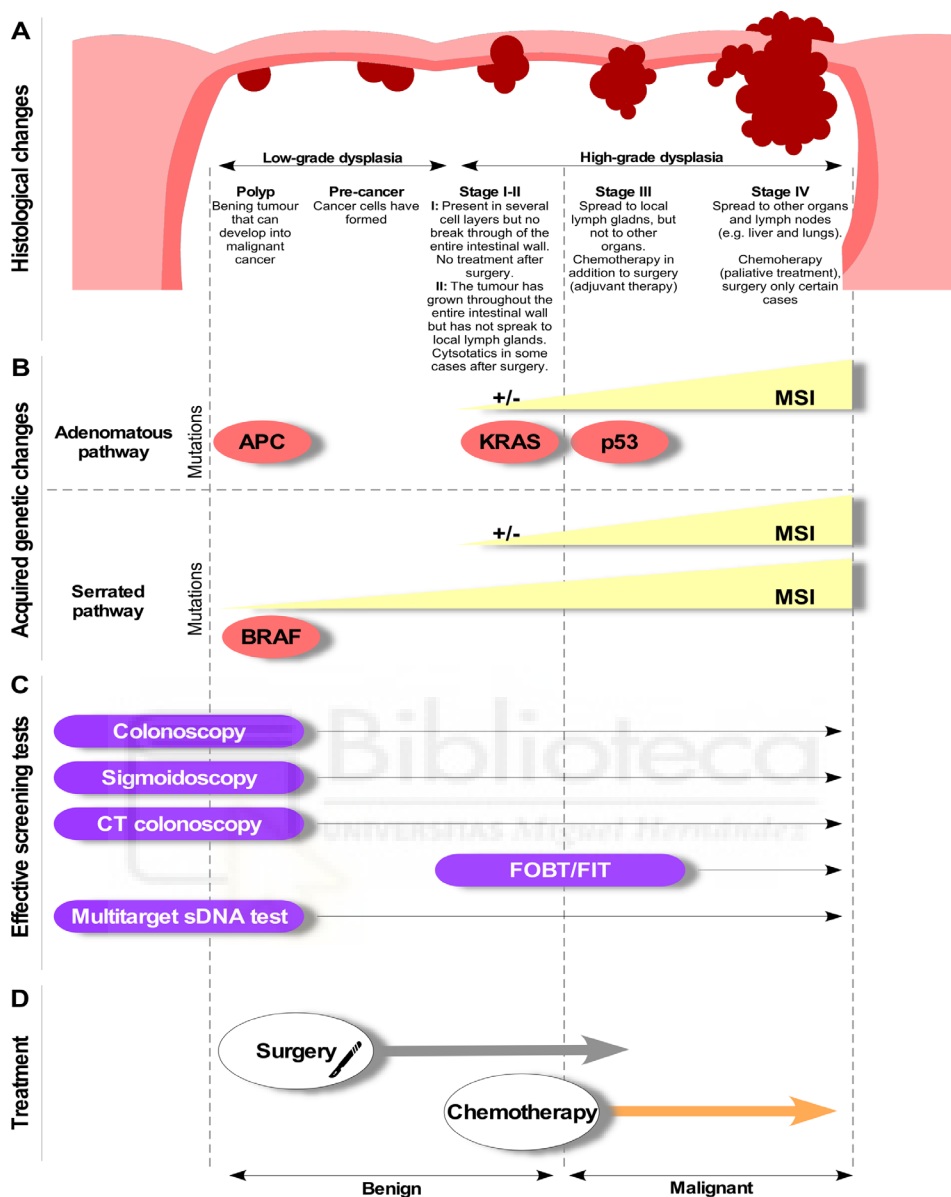 A
Histological changes
Low-grade dysplasia
High-grade dysplasia
Polyp
Bening tumour
that can
develop into
malignant
cancer
Pre-cancer
Cancer cells have
formed
Stage I-II
I: Present in several
cell layers but no
break through of the
entire intestinal wall.
No treatment after
surgery.
II: The tumour has
grown throughout the
entire intestinal wall
but has not spreak to
local lymph glands.
Cytsotatics in some
cases after surgery.
Stage III
Spread to local
lymph gladns, but
not to other
organs.
Chemotherapy in
addition to surgery
(adjuvant therapy)
Stage IV
Spread to other organs
and lymph nodes
(e.g. liver and lungs).
Chemoherapy
(paliative treatment),
surgery only certain
cases
B
Acquired genetic changes
Adenomatous
pathway
Mutations
+/-
MSI
APC
KRAS
p53
Serrated
pathway
Mutations
+/-
MSI
MSI
BRAF
C
Effective screening tests
Colonoscopy
Sigmoidoscopy
CT colonoscopy
FOBT/FIT
Multitarget sDNA test
Biblioteca
UNIVERSITAS Miguel Hernández
D
Treatment
Surgery
Chemotherapy
Benign
Malignant